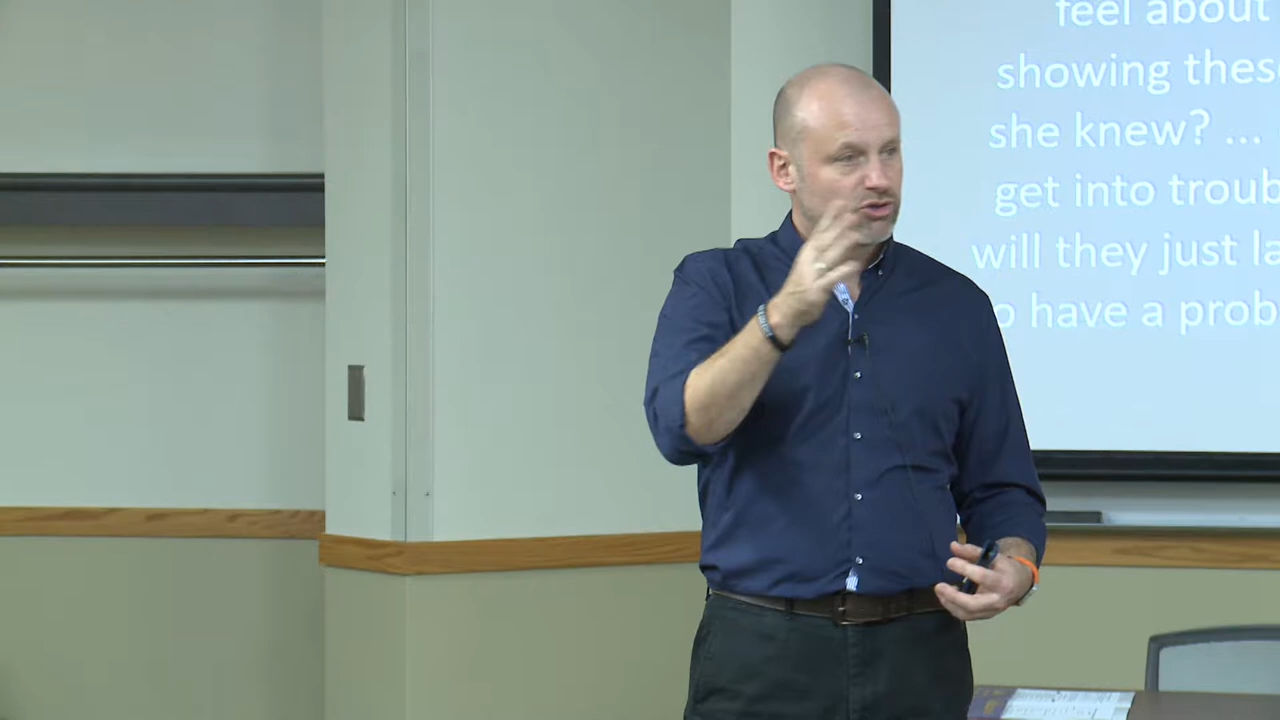 feel about
showing these
she knew? ...
get into troub
will they just la
o have a prob